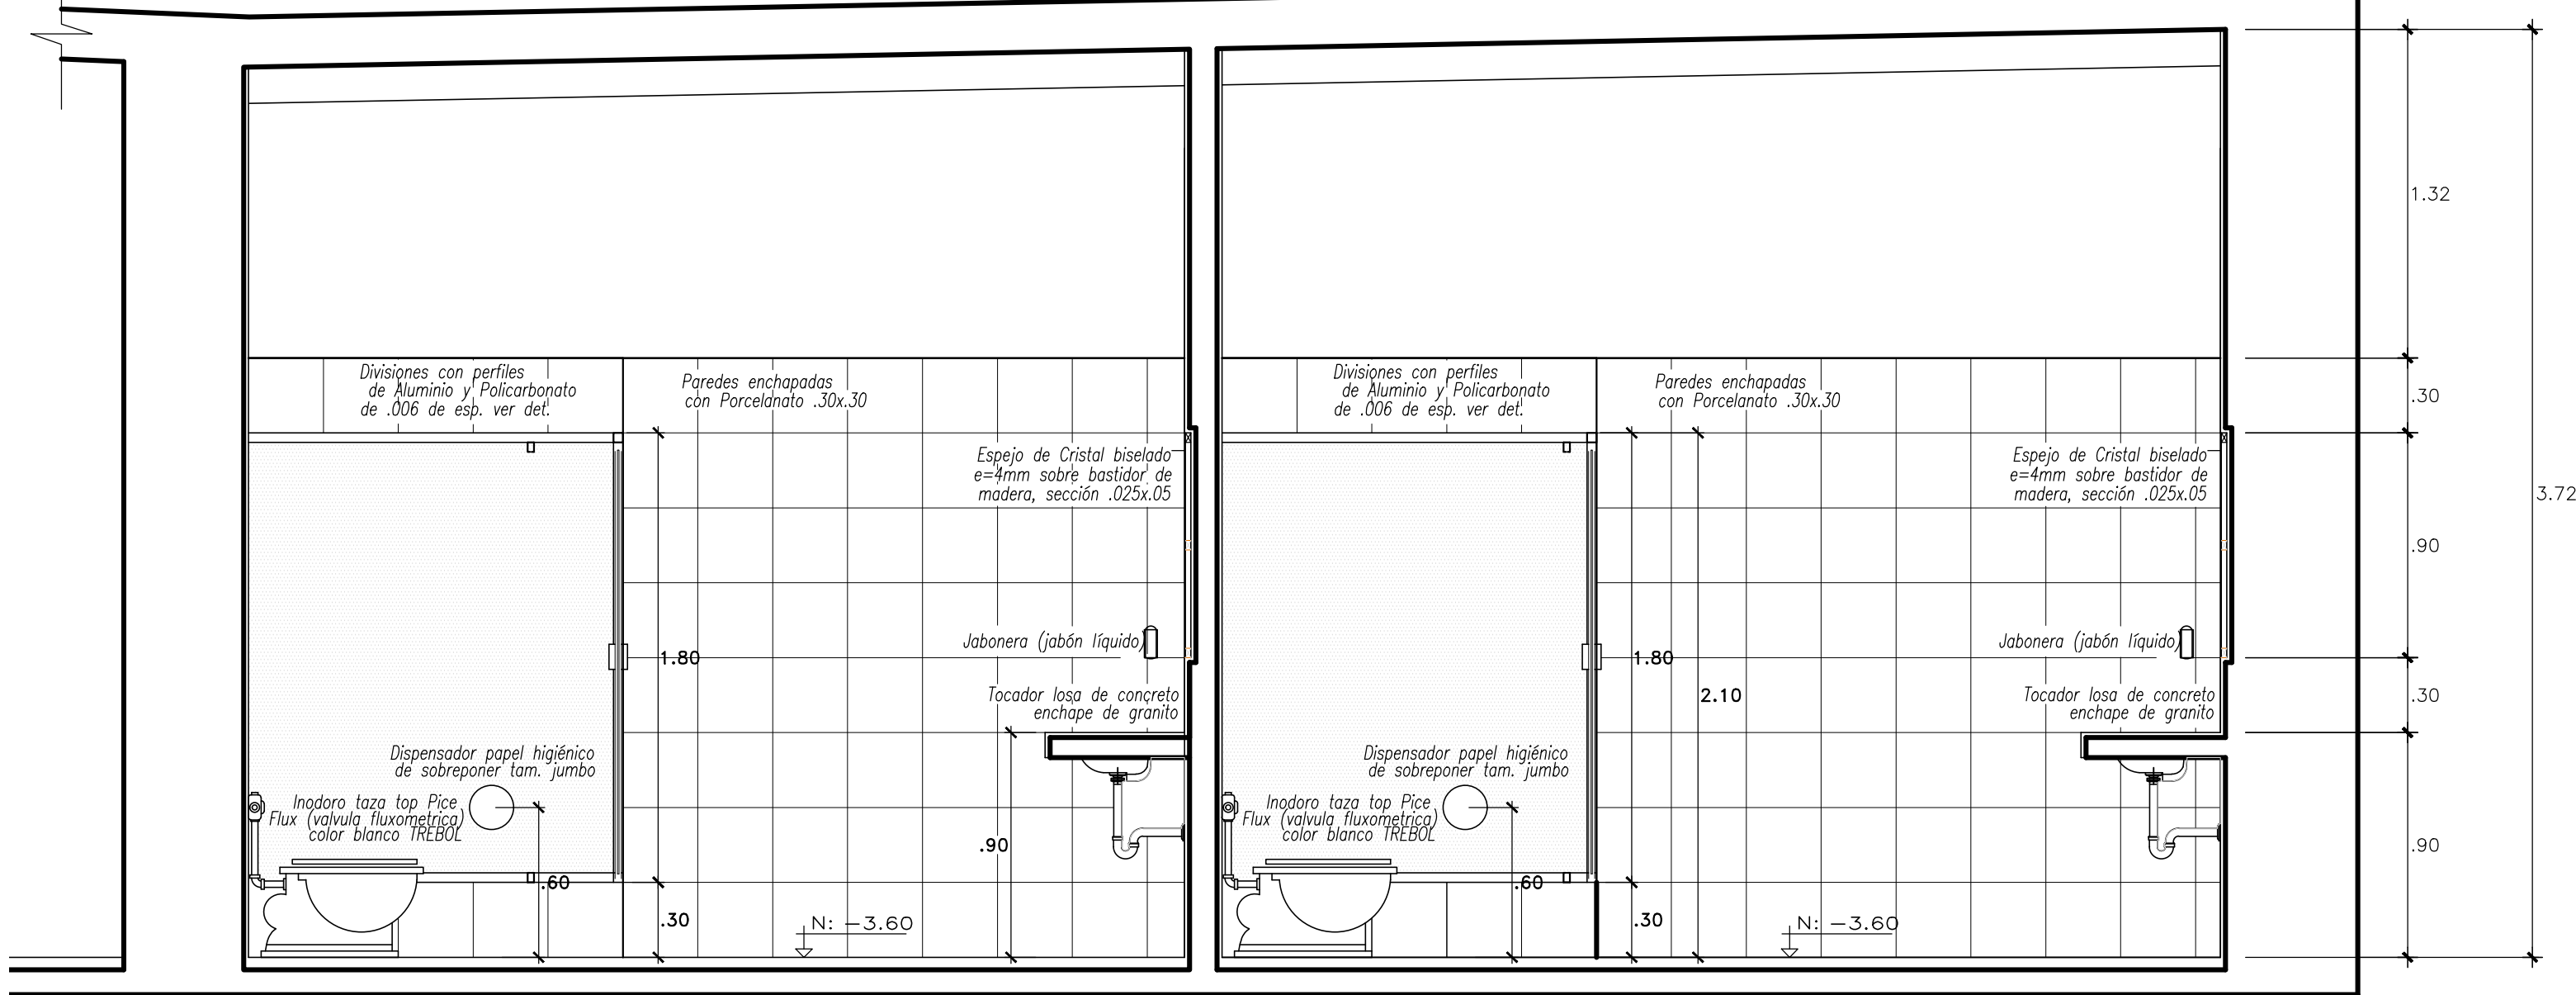 Divisiones con perfiles
de Aluminio y Policarbonato
de .006 de esp. ver det.
Paredes enchapadas
con Porcelanato .30x.30
Espejo de Cristal biselado
e=4mm sobre bastidor de
madera, sección .025x.05
Jabonera (jabón líquido)
1.80
Tocador losa de concreto
enchape de granito
Dispensador papel higiénico
de sobreponer tam. jumbo
Inodoro taza top Pice
Flux (valvula fluxometrica)
color blanco TREBOL
.90
.60
.30
N: -3.60
Divisiones con perfiles
de Aluminio y Policarbonato
de .006 de esp. ver det.
Paredes enchapadas
con Porcelanato .30x.30
Espejo de Cristal biselado
e=4mm sobre bastidor de
madera, sección .025x.05
Jabonera (jabón líquido)
1.80
2.10
Tocador losa de concreto
enchape de granito
Dispensador papel higiénico
de sobreponer tam. jumbo
Inodoro taza top Pice
Flux (valvula fluxometrica)
color blanco TREBOL
.60
.30
N: -3.60
1.32
.30
.90
.30
.90
3.72